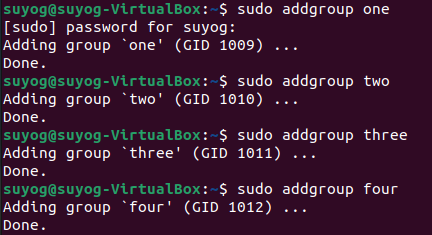 suyog@suyog-VirtualBox:~$ sudo addgroup one
[sudo] password for suyog:
Adding group `one' (GID 1009) ...
Done.
suyog@suyog-VirtualBox:~$ sudo addgroup two
Adding group `two' (GID 1010) ...
Done.
suyog@suyog-VirtualBox:~$ sudo addgroup three
Adding group `three' (GID 1011) ...
Done.
suyog@suyog-VirtualBox:~$ sudo addgroup four
Adding group `four' (GID 1012) ...
Done.